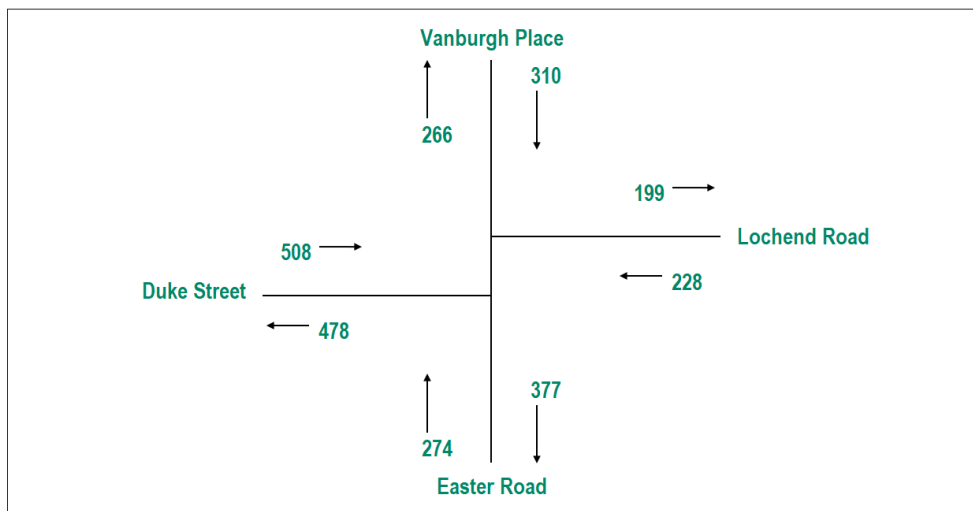 Vanburgh Place
310
266
199
Lochend Road
508
228
Duke Street
478
377
274
Easter Road